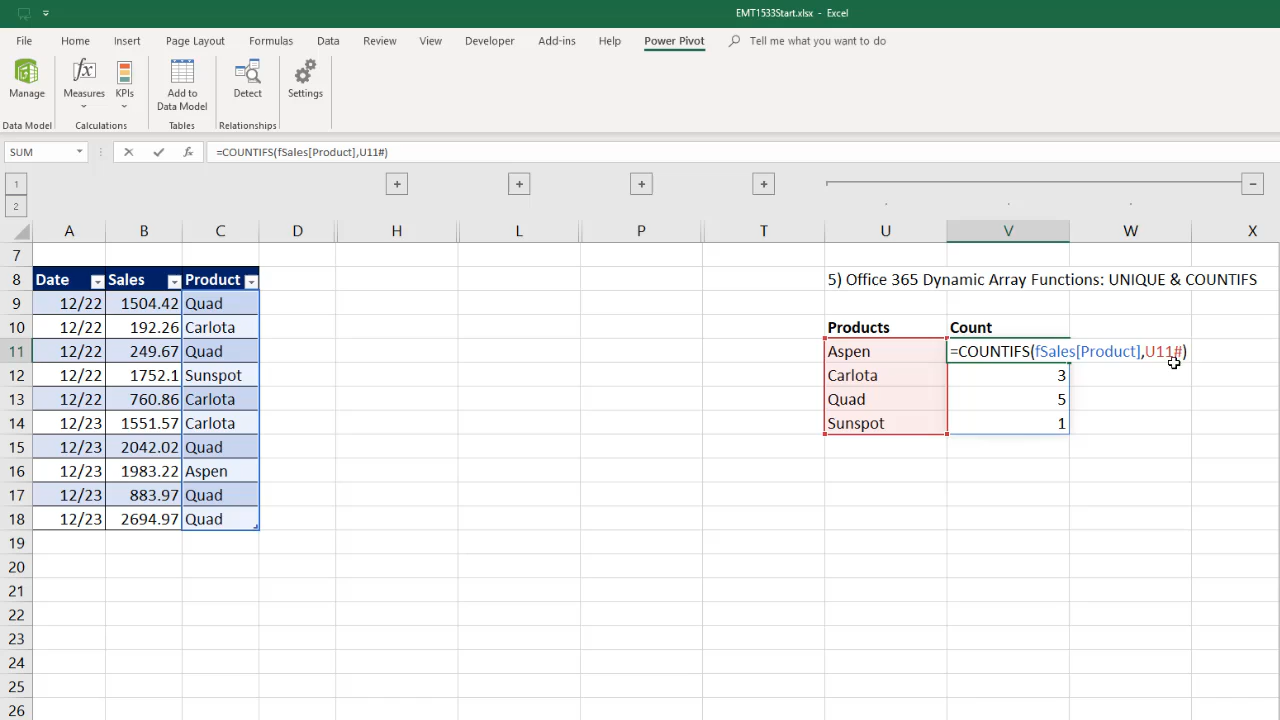 EMT1533Start.xlsx - Excel
File Home Insert Page Layout Formulas Data Review View Developer Add-ins Help Power Pivot Tell me what you want to do
Manage Measures KPIs Add to Data Model Detect Settings
Data Model Calculations Tables Relationships
SUM fx =COUNTIFS(fSales[Product],U11#)
1 + + + + −
2
A B C D H L P T U V W X
7
8 Date Sales Product 5) Office 365 Dynamic Array Functions: UNIQUE & COUNTIFS
9 12/22 1504.42 Quad
10 12/22 192.26 Carlota Products Count
11 12/22 249.67 Quad Aspen =COUNTIFS(fSales[Product],U11#)
12 12/22 1752.1 Sunspot Carlota 3
13 12/22 760.86 Carlota Quad 5
14 12/23 1551.57 Carlota Sunspot 1
15 12/23 2042.02 Quad
16 12/23 1983.22 Aspen
17 12/23 883.97 Quad
18 12/23 2694.97 Quad
19
20
21
22
23
24
25
26